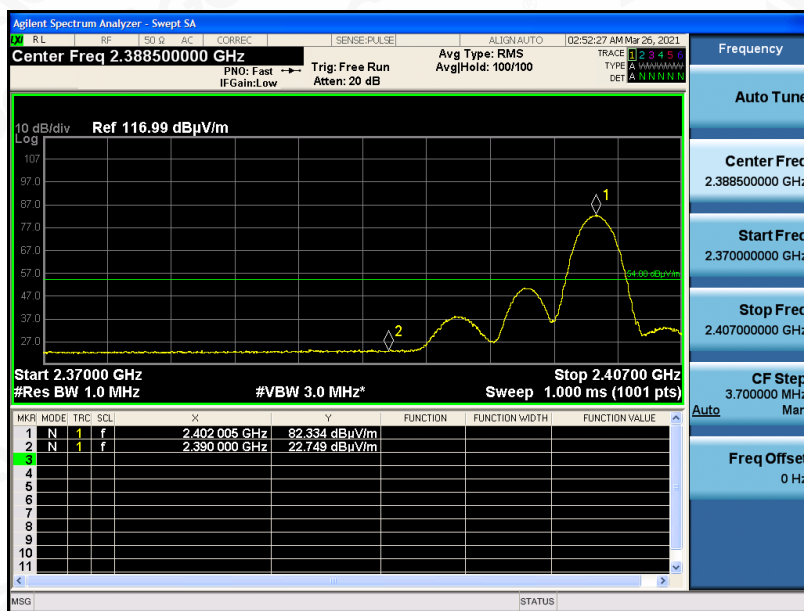 Agilent Spectrum Analyzer - Swept SA
LXI RL RF 50 Ω AC CORREC SENSE:PULSE ALIGN AUTO 02:52:27 AM Mar 26, 2021
Center Freq 2.388500000 GHz
PNO: Fast
IFGain:Low
Trig: Free Run
Atten: 20 dB
Avg Type: RMS
Avg|Hold: 100/100
TRACE 1 2 3 4 5 6
TYPE A WWWWW
DET A N N N N N
Frequency
Auto Tune
Center Freq
2.388500000 GHz
Start Freq
2.370000000 GHz
Stop Freq
2.407000000 GHz
CF Step
3.700000 MHz
Auto Man
Freq Offset
0 Hz
10 dB/div Ref 116.99 dBµV/m
Log
107
97.0
87.0
77.0
67.0
57.0
47.0
37.0
27.0
1
2
54.00 dBµV/m
Start 2.37000 GHz Stop 2.40700 GHz
#Res BW 1.0 MHz #VBW 3.0 MHz* Sweep 1.000 ms (1001 pts)
MKR MODE TRC SCL X Y FUNCTION FUNCTION WIDTH FUNCTION VALUE
1 N 1 f 2.402 005 GHz 82.334 dBµV/m
2 N 1 f 2.390 000 GHz 22.749 dBµV/m
3
4
5
6
7
8
9
10
11
MSG STATUS